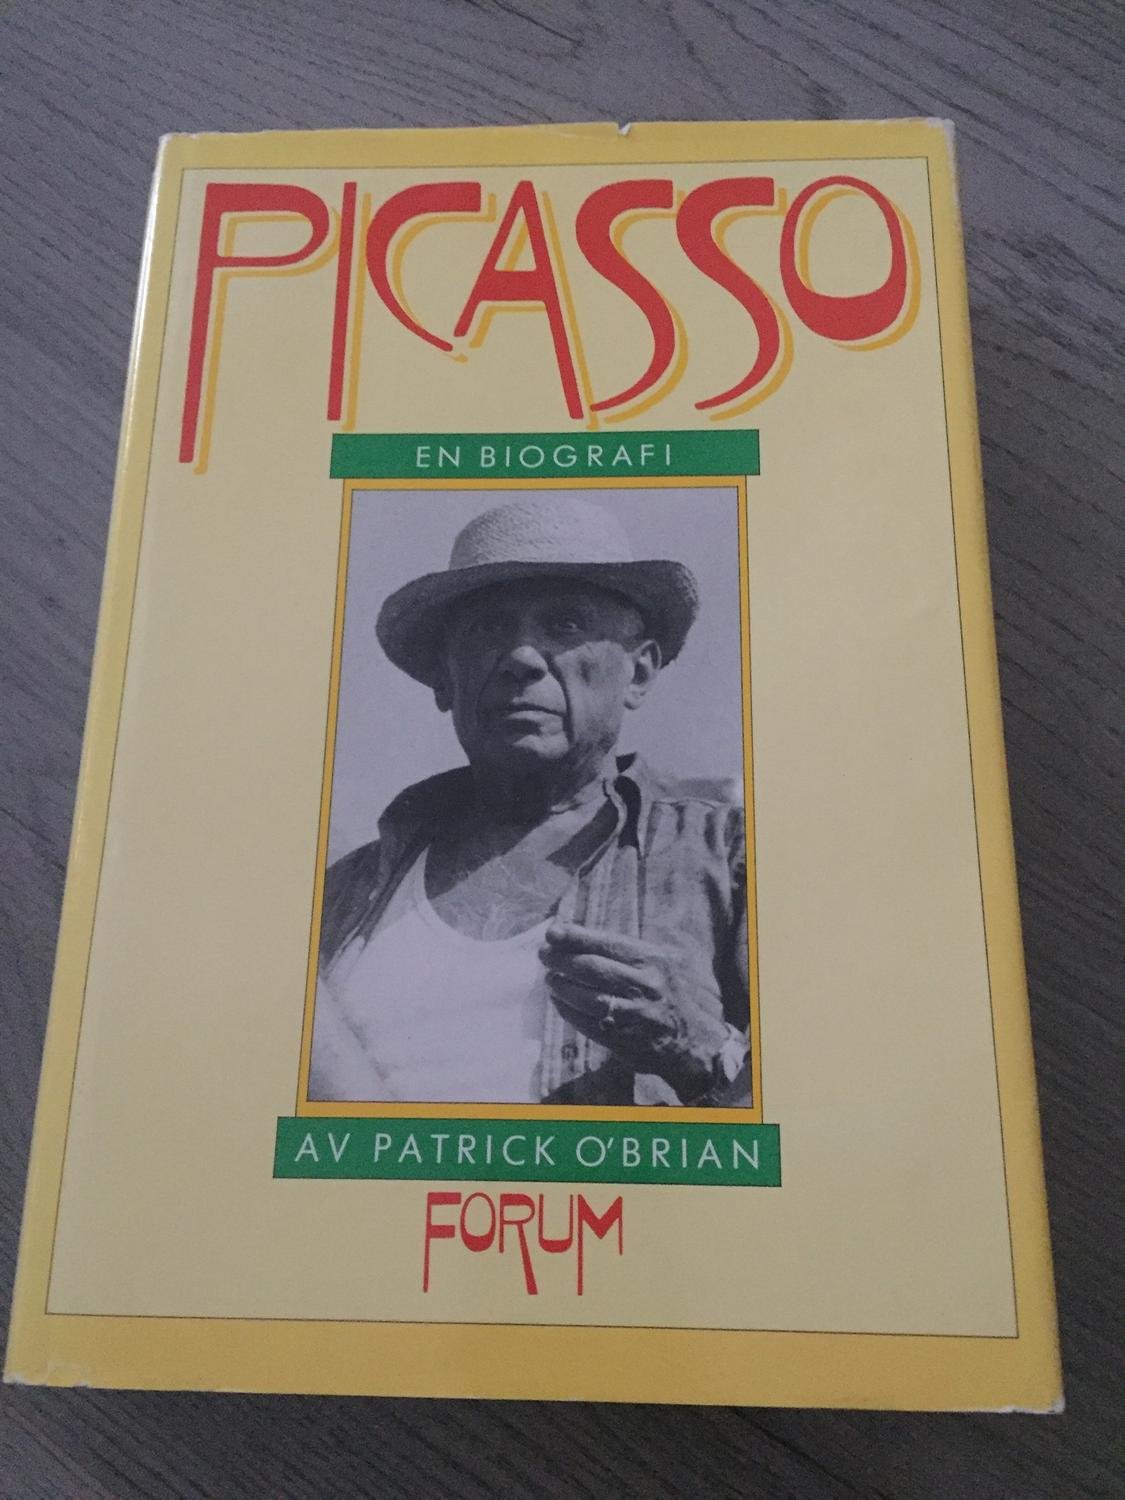 PICASSO
EN BIOGRAFI
AV PATRICK O'BRIAN
FORUM